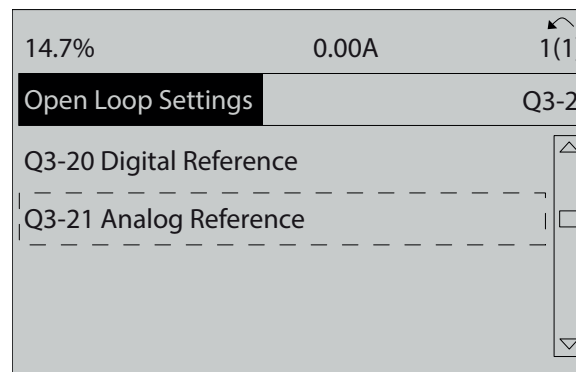 14.7% 0.00A 1(1)
Open Loop Settings Q3-2
Q3-20 Digital Reference
Q3-21 Analog Reference